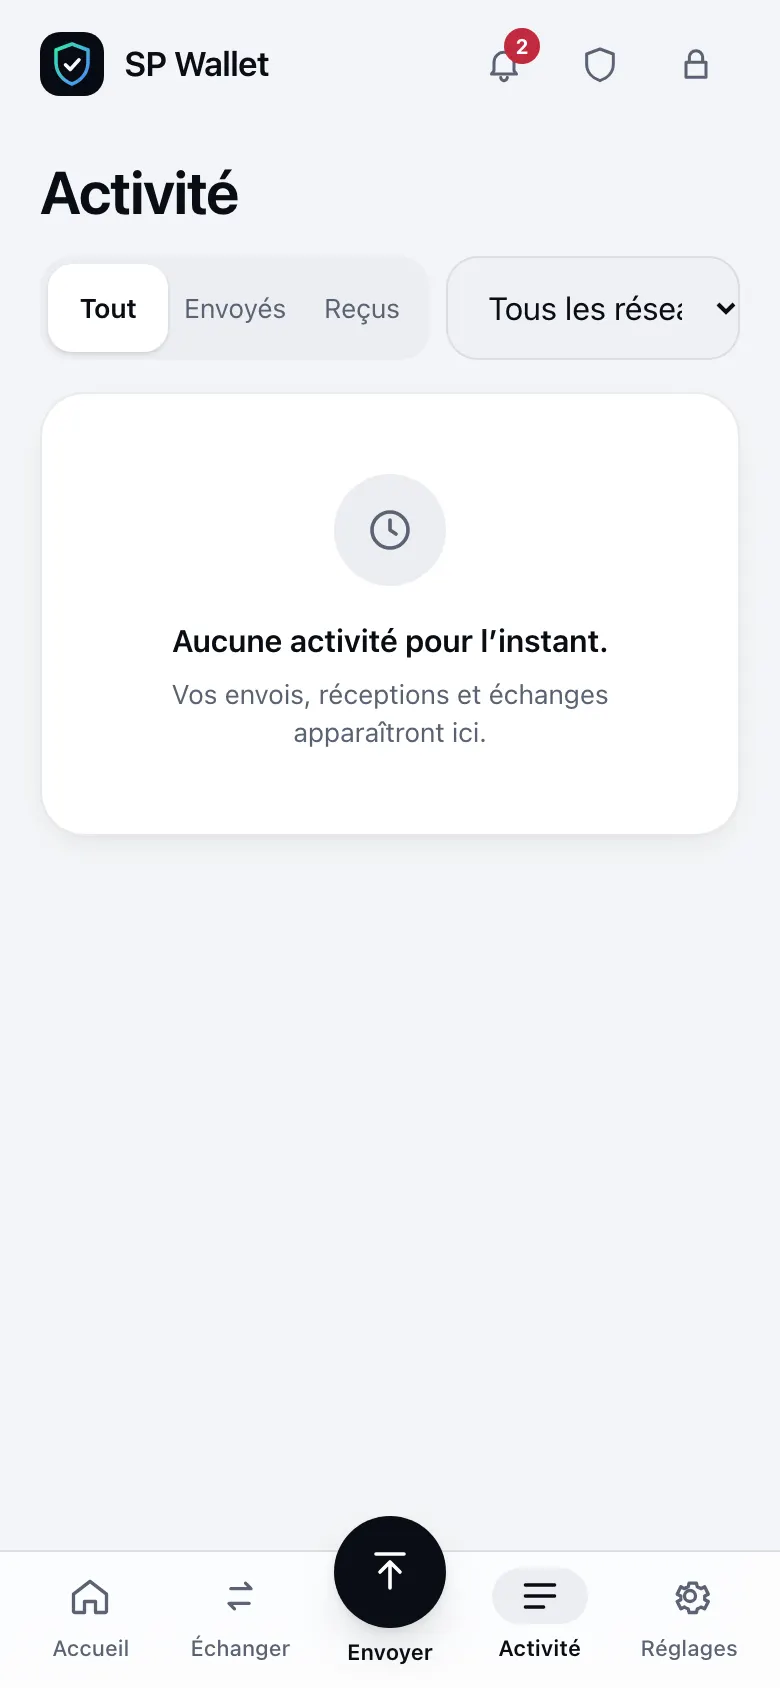 SP Wallet
2
Activité
Tout
Envoyés
Reçus
Tous les résea
Aucune activité pour l’instant.
Vos envois, réceptions et échanges
apparaîtront ici.
Accueil
Échanger
Envoyer
Activité
Réglages